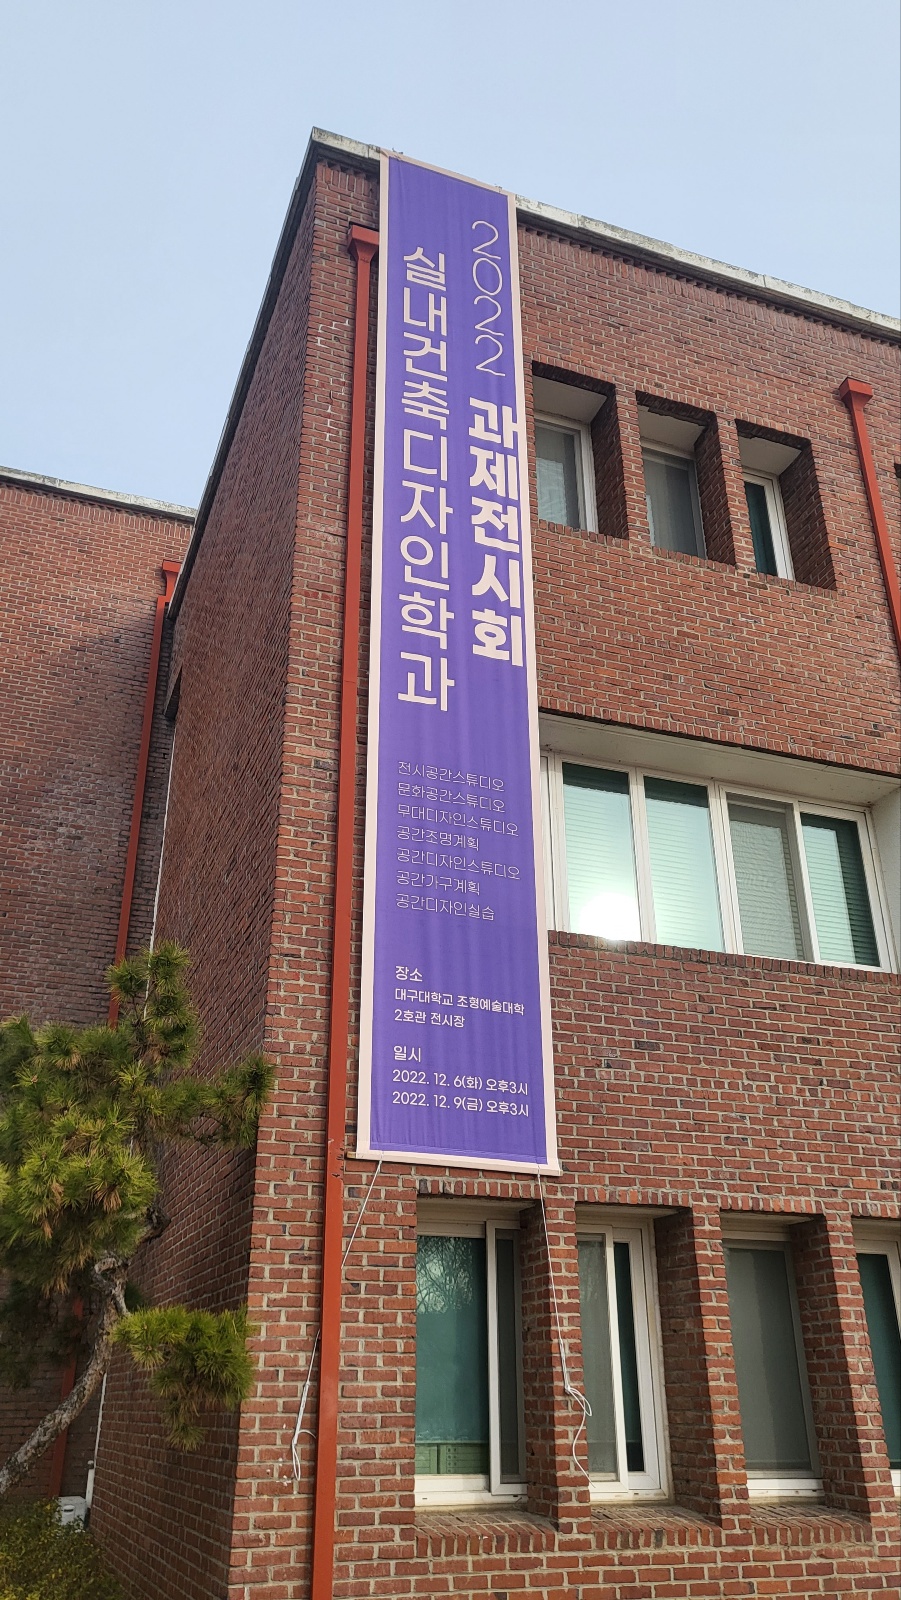 2022 과제전시회
실내건축디자인학과
전시공간스튜디오
문화공간스튜디오
무대디자인스튜디오
공간조명계획
공간디자인스튜디오
공간가구계획
공간디자인실습
장소
대구대학교 조형예술대학
2호관 전시장
일시
2022. 12. 6(화) 오후3시
2022. 12. 9(금) 오후3시